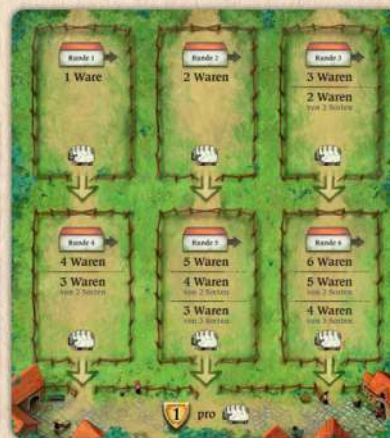 Runde 1
1 Ware
Runde 2
2 Waren
Runde 3
3 Waren
2 Waren
von 2 Sorten
Runde 4
4 Waren
3 Waren
von 2 Sorten
Runde 5
5 Waren
4 Waren
von 2 Sorten
3 Waren
von 3 Sorten
Runde 6
6 Waren
5 Waren
von 2 Sorten
4 Waren
von 3 Sorten
1 pro